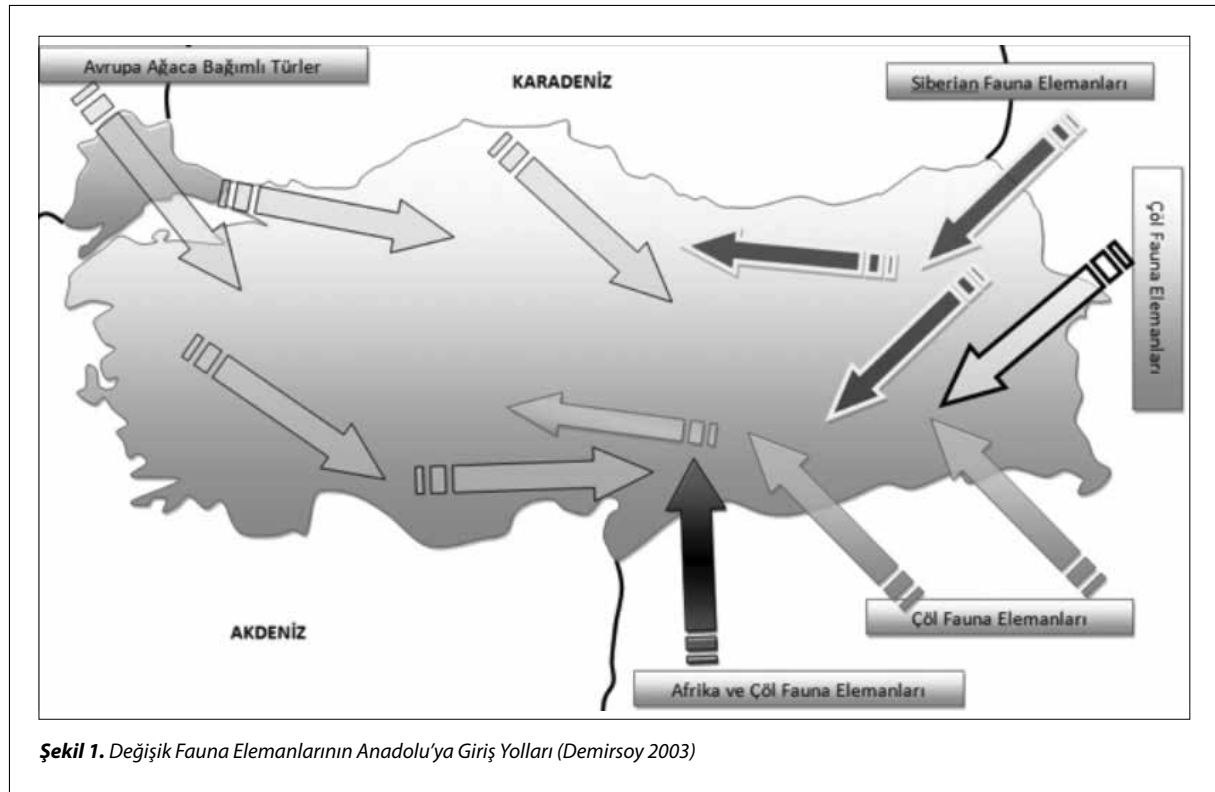 Avrupa Ağaca Bağımlı Türler
KARADENİZ
Siberian Fauna Elemanları
Çöl Fauna Elemanları
Çöl Fauna Elemanları
AKDENİZ
Afrika ve Çöl Fauna Elemanları
Şekil 1. Değişik Fauna Elemanlarının Anadolu'ya Giriş Yolları (Demirsoy 2003)